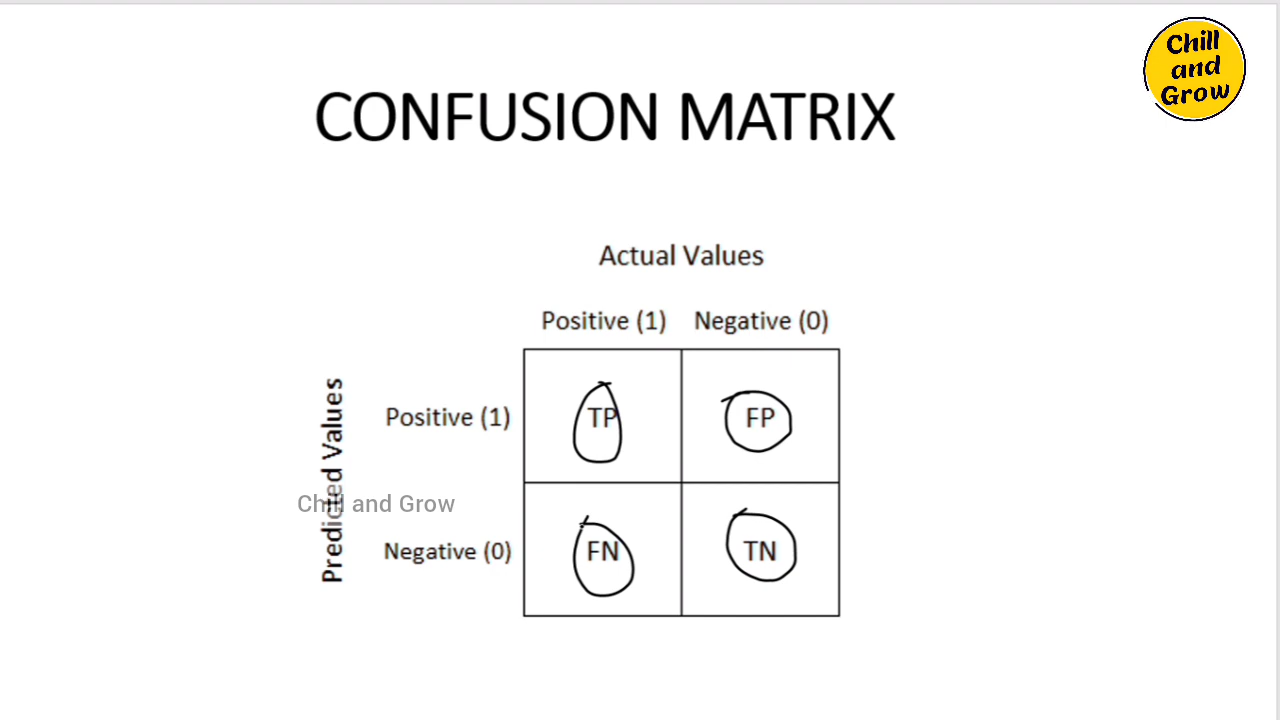 Chill
and
Grow
CONFUSION MATRIX
Actual Values
Positive (1) Negative (0)
Predicted Values
Positive (1) TP FP
Chill and Grow
Negative (0) FN TN